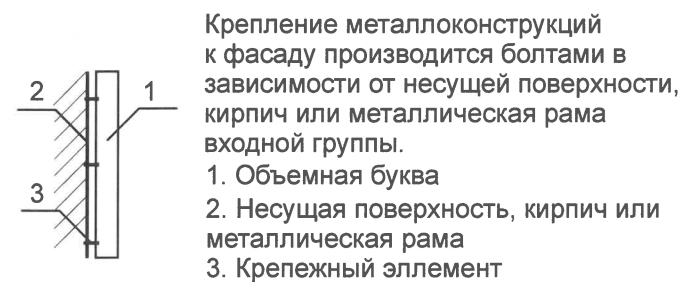 Крепление металлоконструкций
к фасаду производится болтами в
зависимости от несущей поверхности,
кирпич или металлическая рама
входной группы.
1. Объемная буква
2. Несущая поверхность, кирпич или
металлическая рама
3. Крепежный эллемент
2
1
3